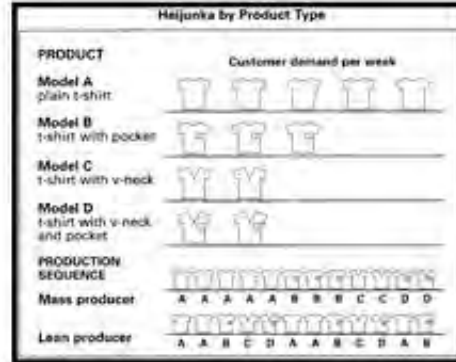 Heijunka by Product Type
PRODUCT
Customer demand per week
Model A
plain t-shirt
Model B
t-shirt with pocket
Model C
t-shirt with v-neck
Model D
t-shirt with v-neck
and pocket
PRODUCTION
SEQUENCE
Mass producer A A A A A B B B C C D D
Lean producer A A B C D A A B C D A B